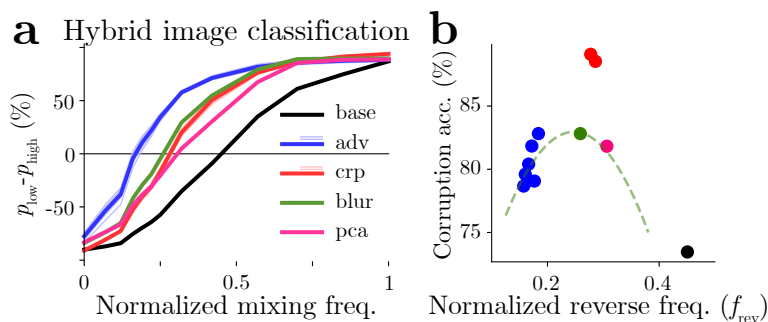 a Hybrid image classification
p_low-p_high (%)
50
0
-50
base
adv
crp
blur
pca
0 0.5 1
Normalized mixing freq.
b
Corruption acc. (%)
85
80
75
0.2 0.4
Normalized reverse freq. (f_rev)